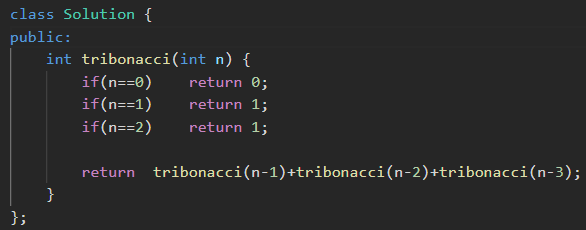 class Solution {
public:
    int tribonacci(int n) {
        if(n==0)    return 0;
        if(n==1)    return 1;
        if(n==2)    return 1;

        return  tribonacci(n-1)+tribonacci(n-2)+tribonacci(n-3);
    }
};